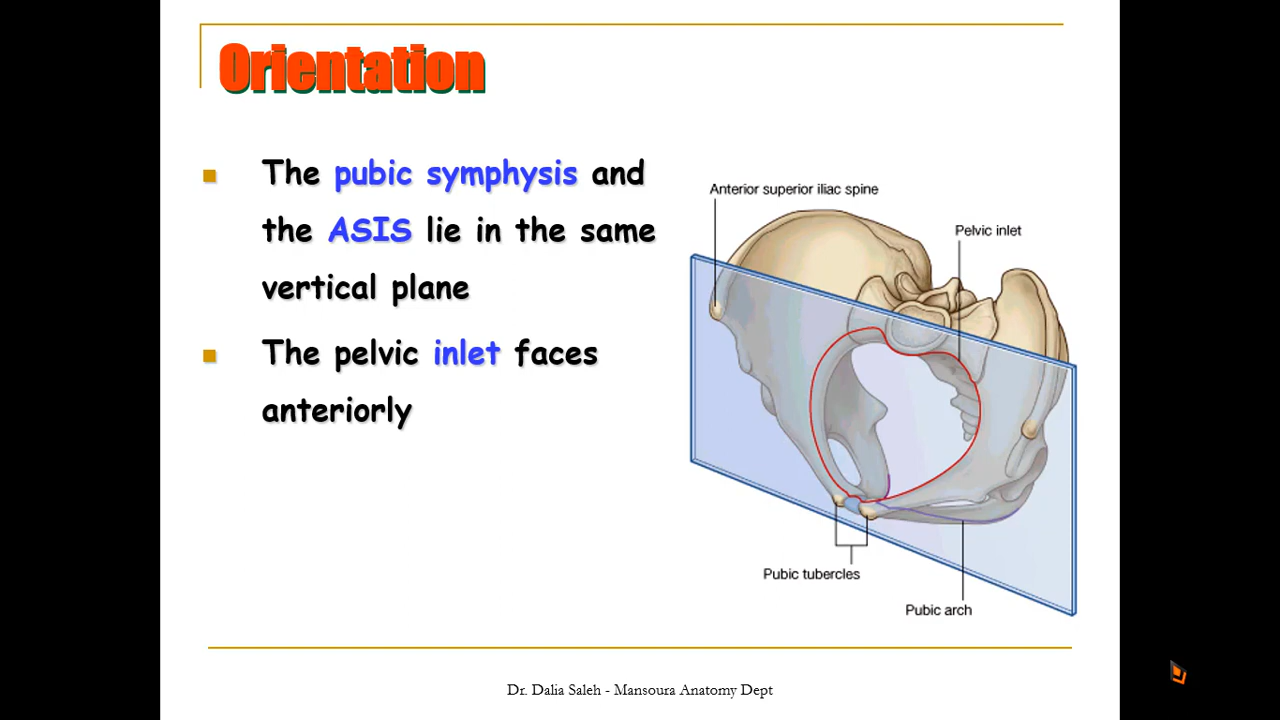 Orientation
The pubic symphysis and
the ASIS lie in the same
vertical plane
The pelvic inlet faces
anteriorly
Anterior superior iliac spine
Pelvic inlet
Pubic tubercles
Pubic arch
Dr. Dalia Saleh - Mansoura Anatomy Dept